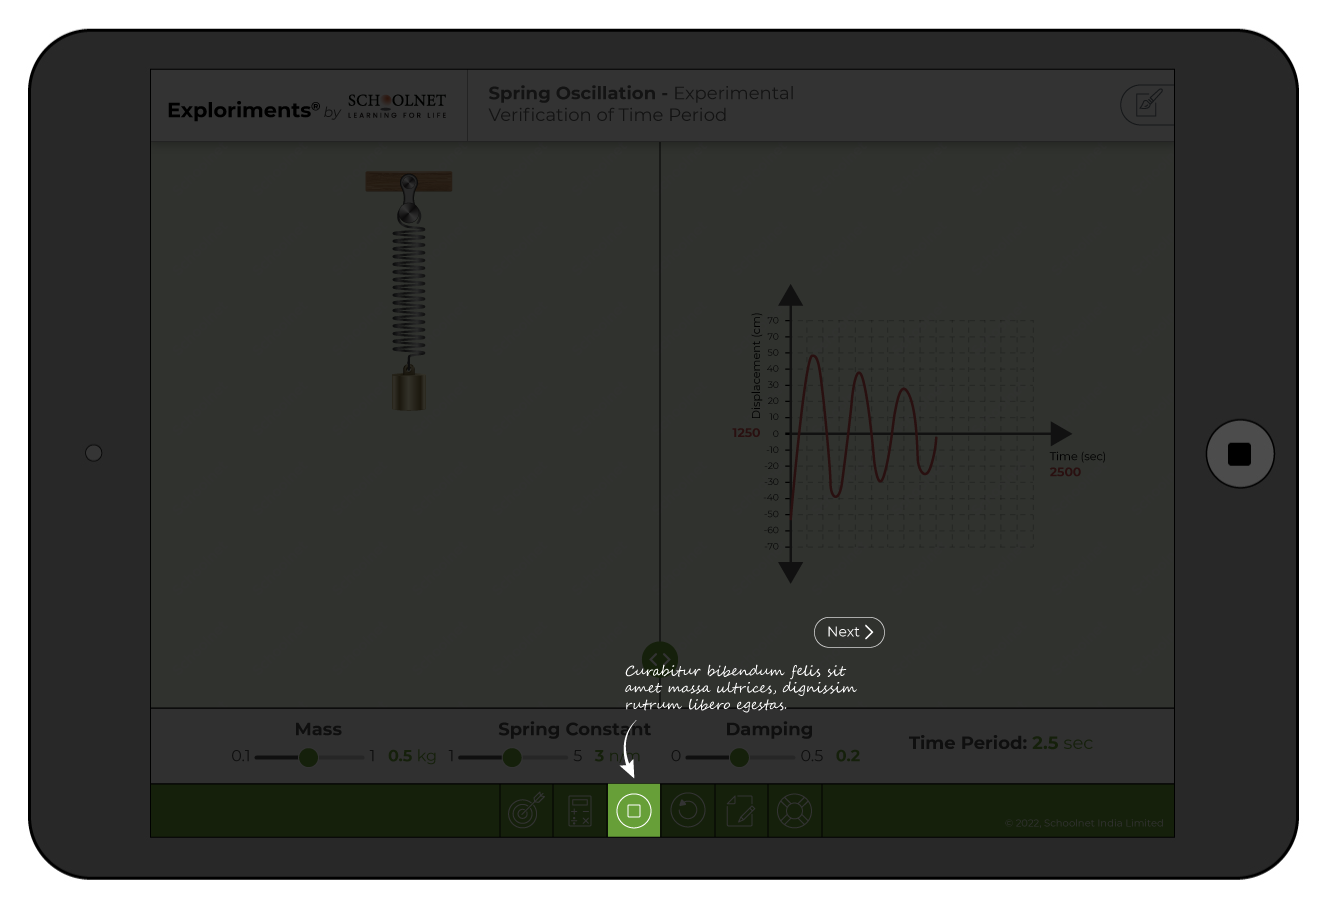 Exploriments® by SCHOOLNET
LEARNING FOR LIFE
Spring Oscillation - Experimental
Verification of Time Period
Displacement (cm)
70
70
50
40
30
20
10
1250 0
-10
-20
-30
-40
-50
-60
-70
Time (sec)
2500
Next
Curabitur bibendum felis sit
amet massa ultrices, dignissim
rutrum libero egestas.
Mass
0.1 1 0.5 kg
Spring Constant
1 5 3 n/m
Damping
0 0.5 0.2
Time Period: 2.5 sec
© 2022, Schoolnet India Limited